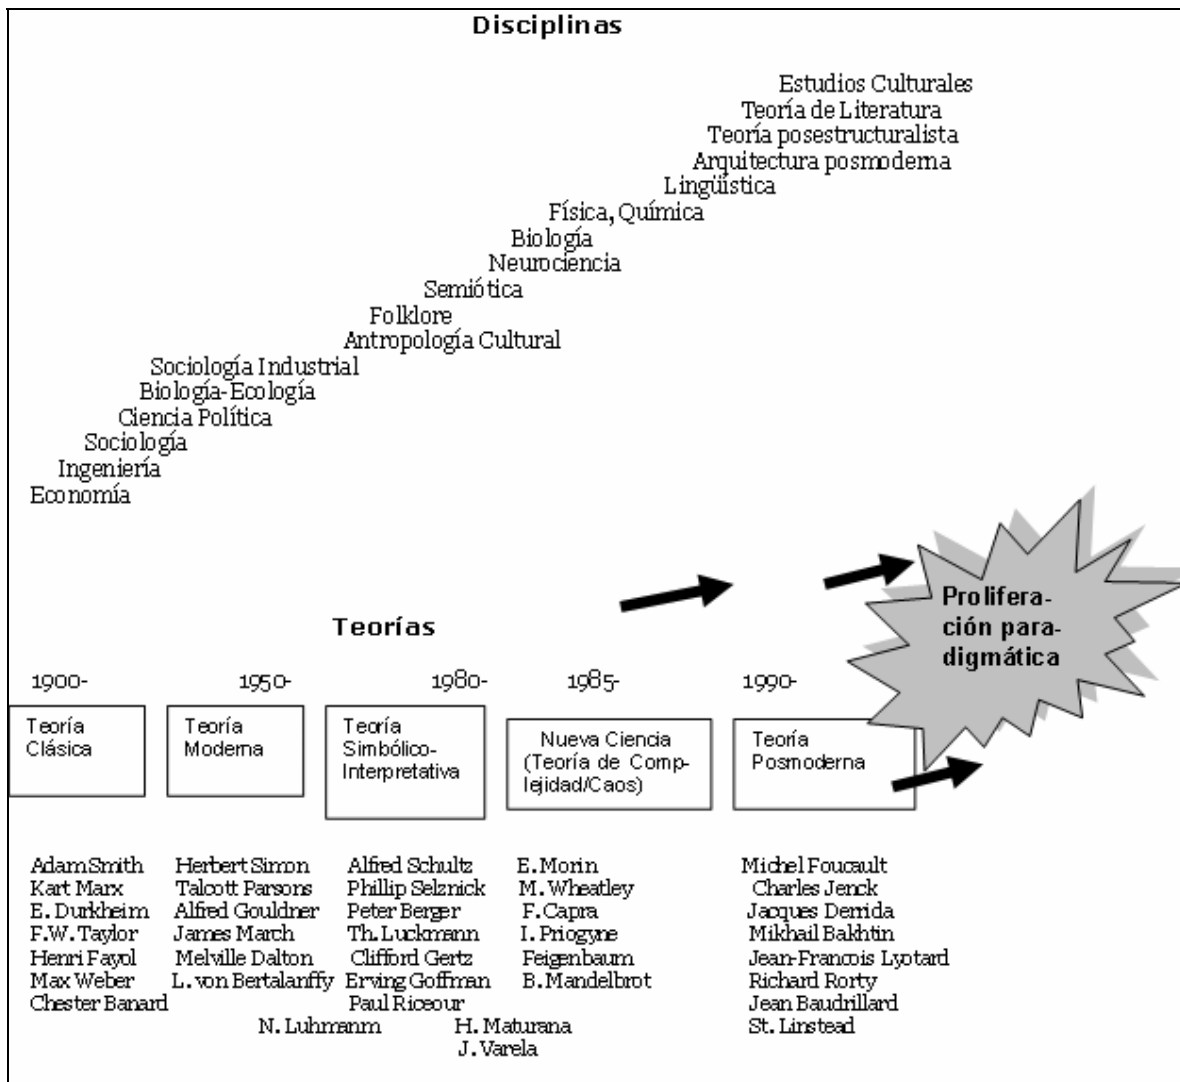 Disciplinas
Estudios Culturales
Teoría de Literatura
Teoría posestructuralista
Arquitectura posmoderna
Lingüística
Física, Química
Biología
Neurociencia
Semiótica
Folklore
Antropología Cultural
Sociología Industrial
Biología-Ecología
Ciencia Política
Sociología
Ingeniería
Economía
Prolifera-
ción para-
digmática
Teorías
1900- 1950- 1980- 1985- 1990-
Teoría
Clásica
Teoría
Moderna
Teoría
Simbólico-
Interpretativa
Nueva Ciencia
(Teoría de Comp-
lejidad/Caos)
Teoría
Posmoderna
Adam Smith
Kart Marx
E. Durkheim
F.W. Taylor
Henri Fayol
Max Weber
Chester Banard
Herbert Simon
Talcott Parsons
Alfred Gouldner
James March
Melville Dalton
L. von Bertalanffy
N. Luhmanm
Alfred Schultz
Phillip Selznick
Peter Berger
Th. Luckmann
Clifford Gertz
Erving Goffman
Paul Riceour
H. Maturana
J. Varela
E. Morin
M. Wheatley
F. Capra
I. Priogyne
Feigenbaum
B. Mandelbrot
Michel Foucault
Charles Jenck
Jacques Derrida
Mikhail Bakhtin
Jean-Francois Lyotard
Richard Rorty
Jean Baudrillard
St. Linstead